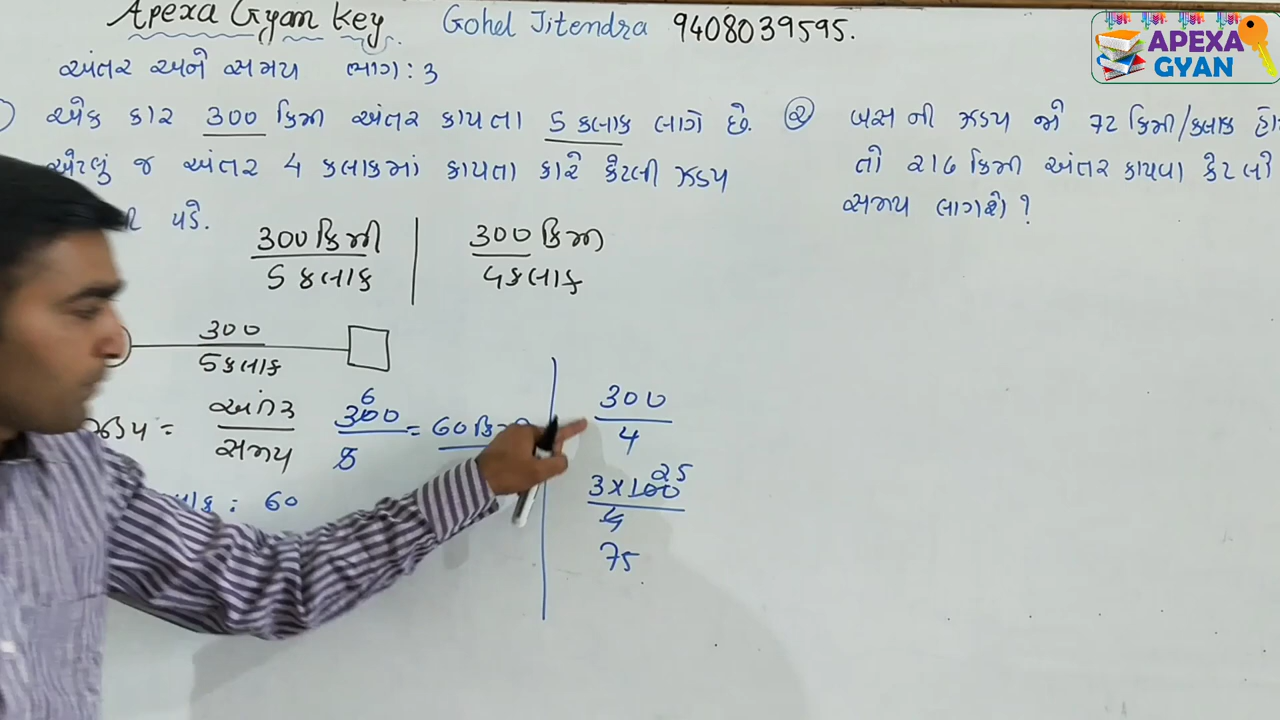 Apexa Gyan Key Gohel Jitendra 9408039595.
APEXA
GYAN
અંતર અને સમય ભાગ : 3
એક કાર 300 કિમી અંતર કાપતા 5 કલાક લાગે છે.
એટલું જ અંતર 4 કલાકમાં કાપતા કારે કેટલી ઝડપ
પડે.
② બસ ની ઝડપ જો 72 કિમી/કલાક
તો 216 કિમી અંતર કાપવા કેટલો
સમય લાગશે ?
300 કિમી
5 કલાક
300 કિમી
4 કલાક
300
5 કલાક
ઝડપ = અંતર
સમય
6
300 = 60 કિમી
5
: 60
300
4
25
3 x 100
4
75